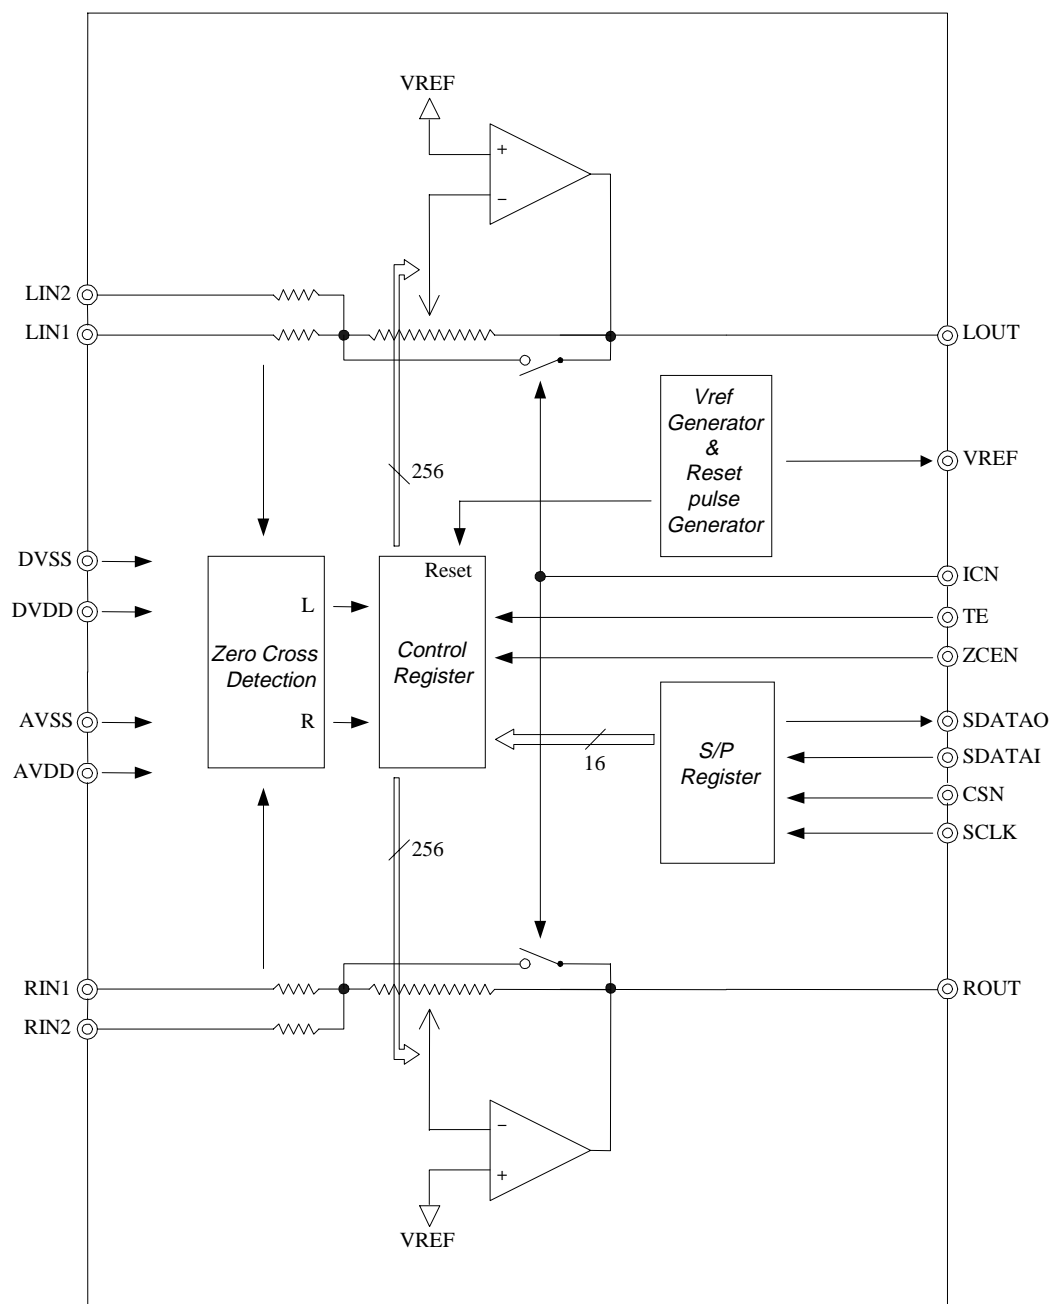 VREF
+
−
LIN2
LIN1
LOUT
Vref
Generator
&
Reset
pulse
Generator
VREF
256
DVSS
DVDD
Reset
ICN
L
TE
Zero Cross
Detection
Control
Register
ZCEN
AVSS
AVDD
R
16
S/P
Register
SDATAO
SDATAI
CSN
SCLK
256
RIN1
RIN2
ROUT
−
+
VREF